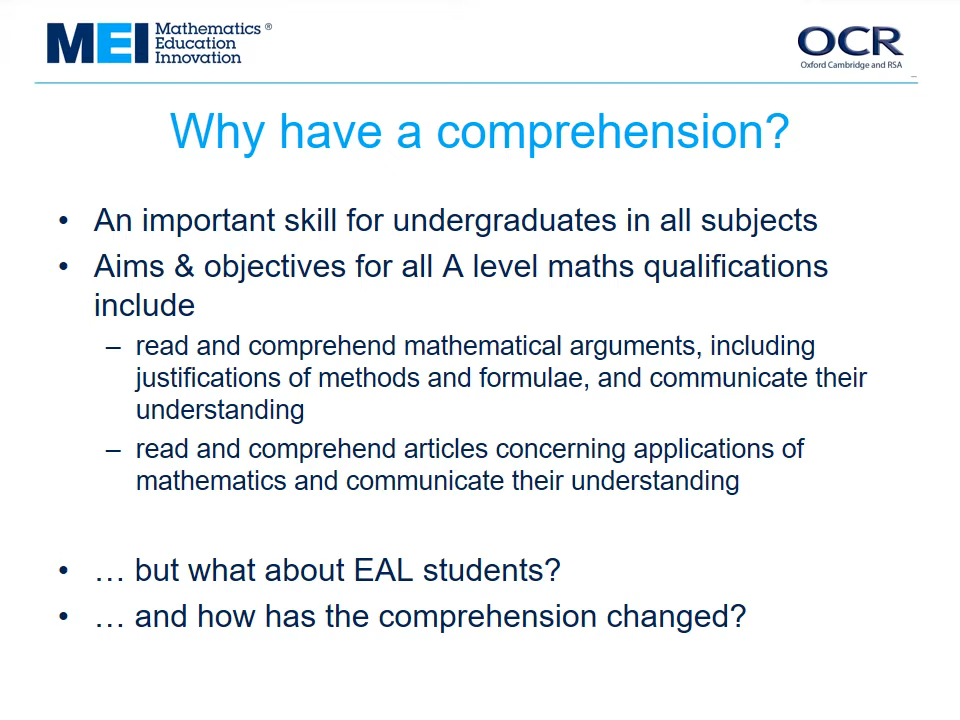 MEI Mathematics ®
Education
Innovation
OCR
Oxford Cambridge and RSA
Why have a comprehension?
• An important skill for undergraduates in all subjects
• Aims & objectives for all A level maths qualifications
include
– read and comprehend mathematical arguments, including
justifications of methods and formulae, and communicate their
understanding
– read and comprehend articles concerning applications of
mathematics and communicate their understanding
• … but what about EAL students?
• … and how has the comprehension changed?